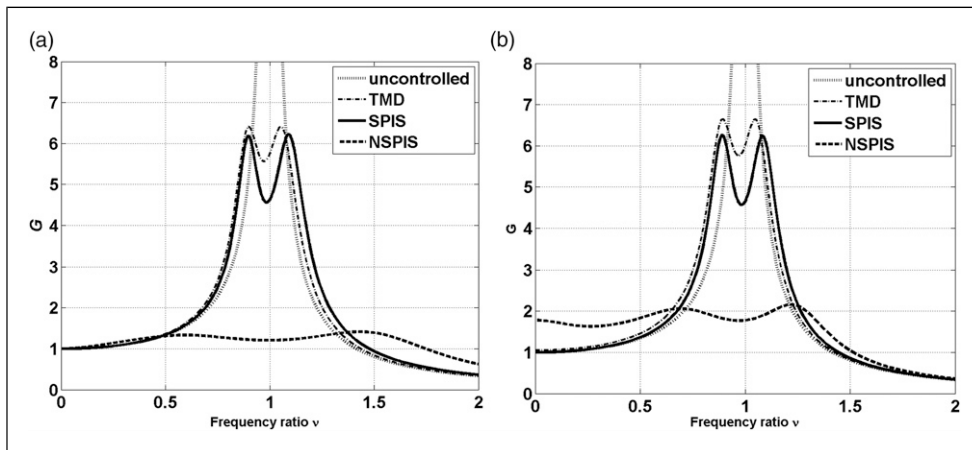 (a)
8
7
6
5
4
3
2
1
0
G
0
0.5
1
1.5
2
Frequency ratio ν
uncontrolled
TMD
SPIS
NSPIS
(b)
8
7
6
5
4
3
2
1
0
G
0
0.5
1
1.5
2
Frequency ratio ν
uncontrolled
TMD
SPIS
NSPIS